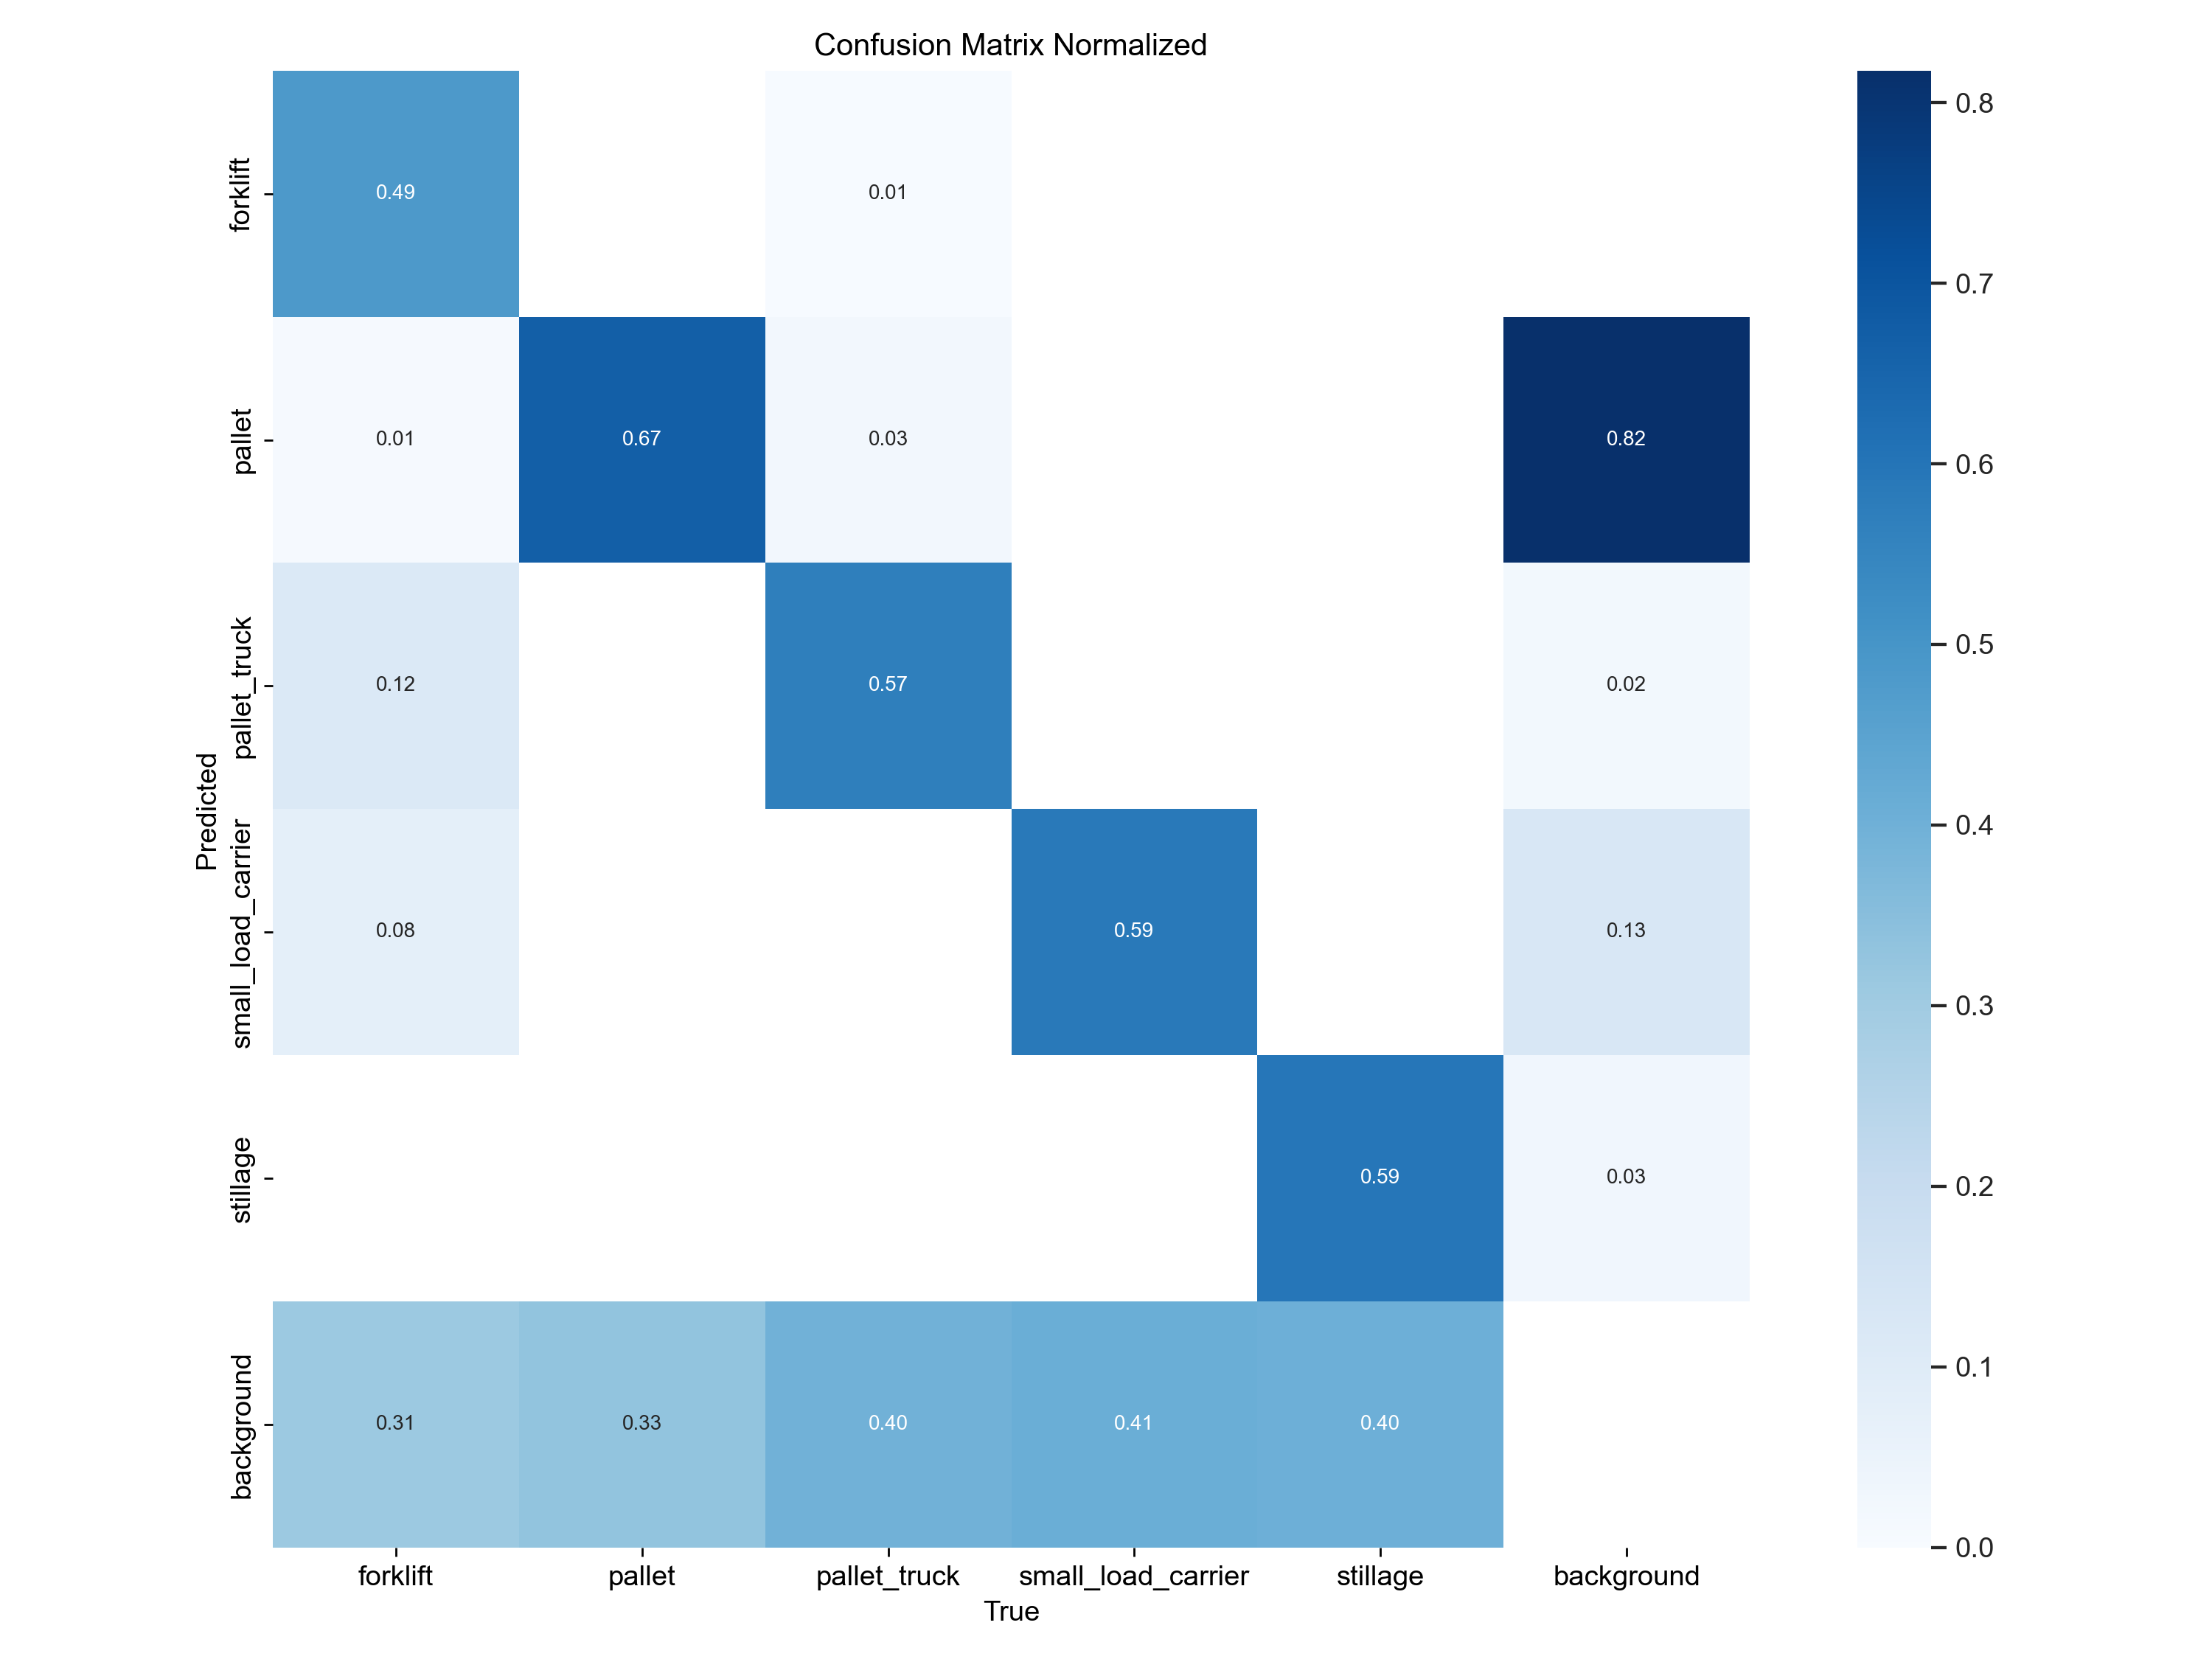 Confusion Matrix Normalized
forklift
0.49
0.01
pallet
0.01
0.67
0.03
0.82
pallet_truck
0.12
0.57
0.02
small_load_carrier
0.08
0.59
0.13
stillage
0.59
0.03
background
0.31
0.33
0.40
0.41
0.40
Predicted
forklift
pallet
pallet_truck
small_load_carrier
stillage
background
True
0.8
0.7
0.6
0.5
0.4
0.3
0.2
0.1
0.0